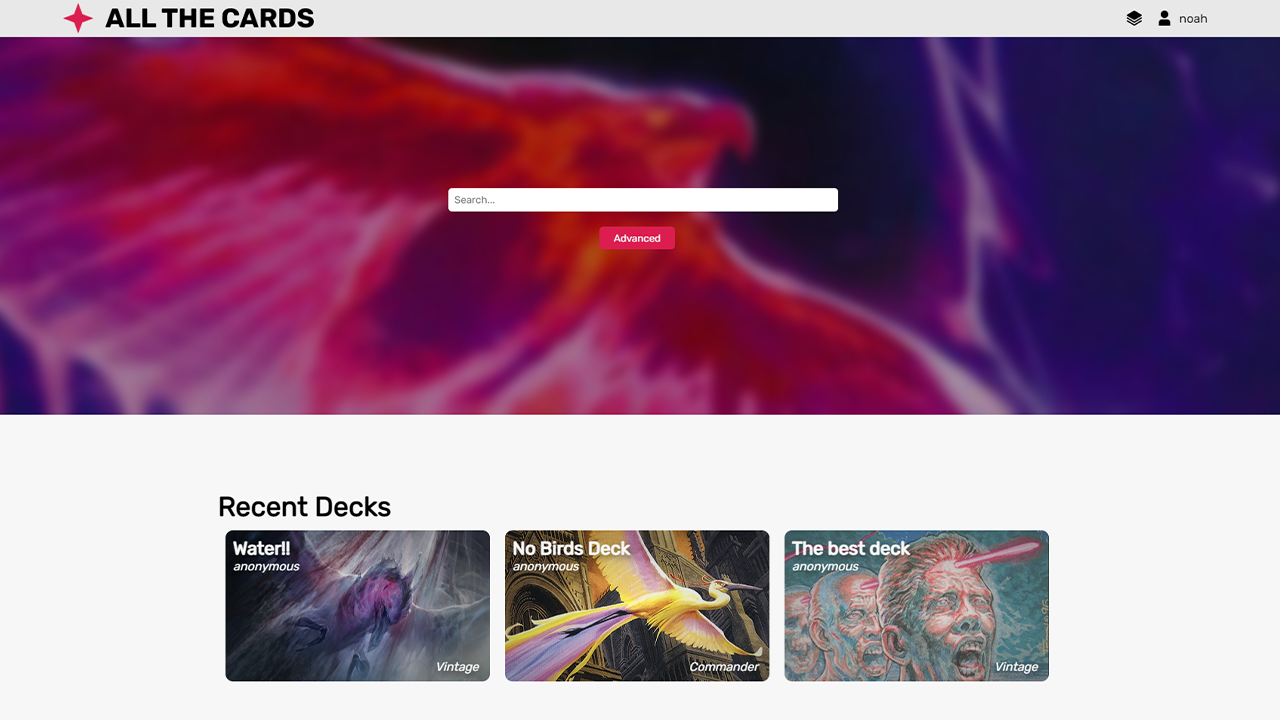 ALL THE CARDS
noah
Search...
Advanced
Recent Decks
Water!!
anonymous
Vintage
No Birds Deck
anonymous
Commander
The best deck
anonymous
Vintage